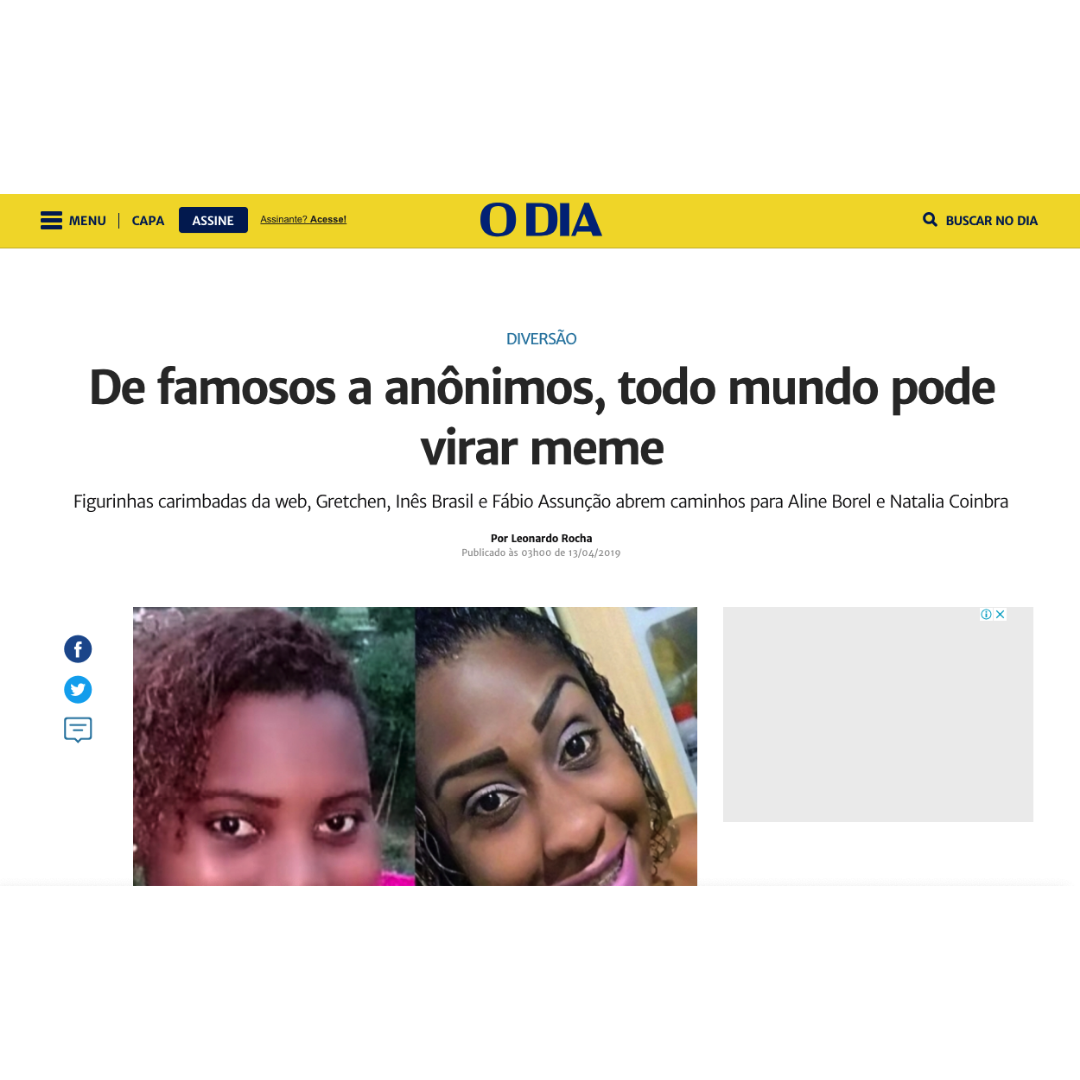 MENU | CAPA ASSINE Assinante? Acesse! O DIA BUSCAR NO DIA
DIVERSÃO
De famosos a anônimos, todo mundo pode
virar meme
Figurinhas carimbadas da web, Gretchen, Inês Brasil e Fábio Assunção abrem caminhos para Aline Borel e Natalia Coinbra
Por Leonardo Rocha
Publicado às 03h00 de 13/04/2019